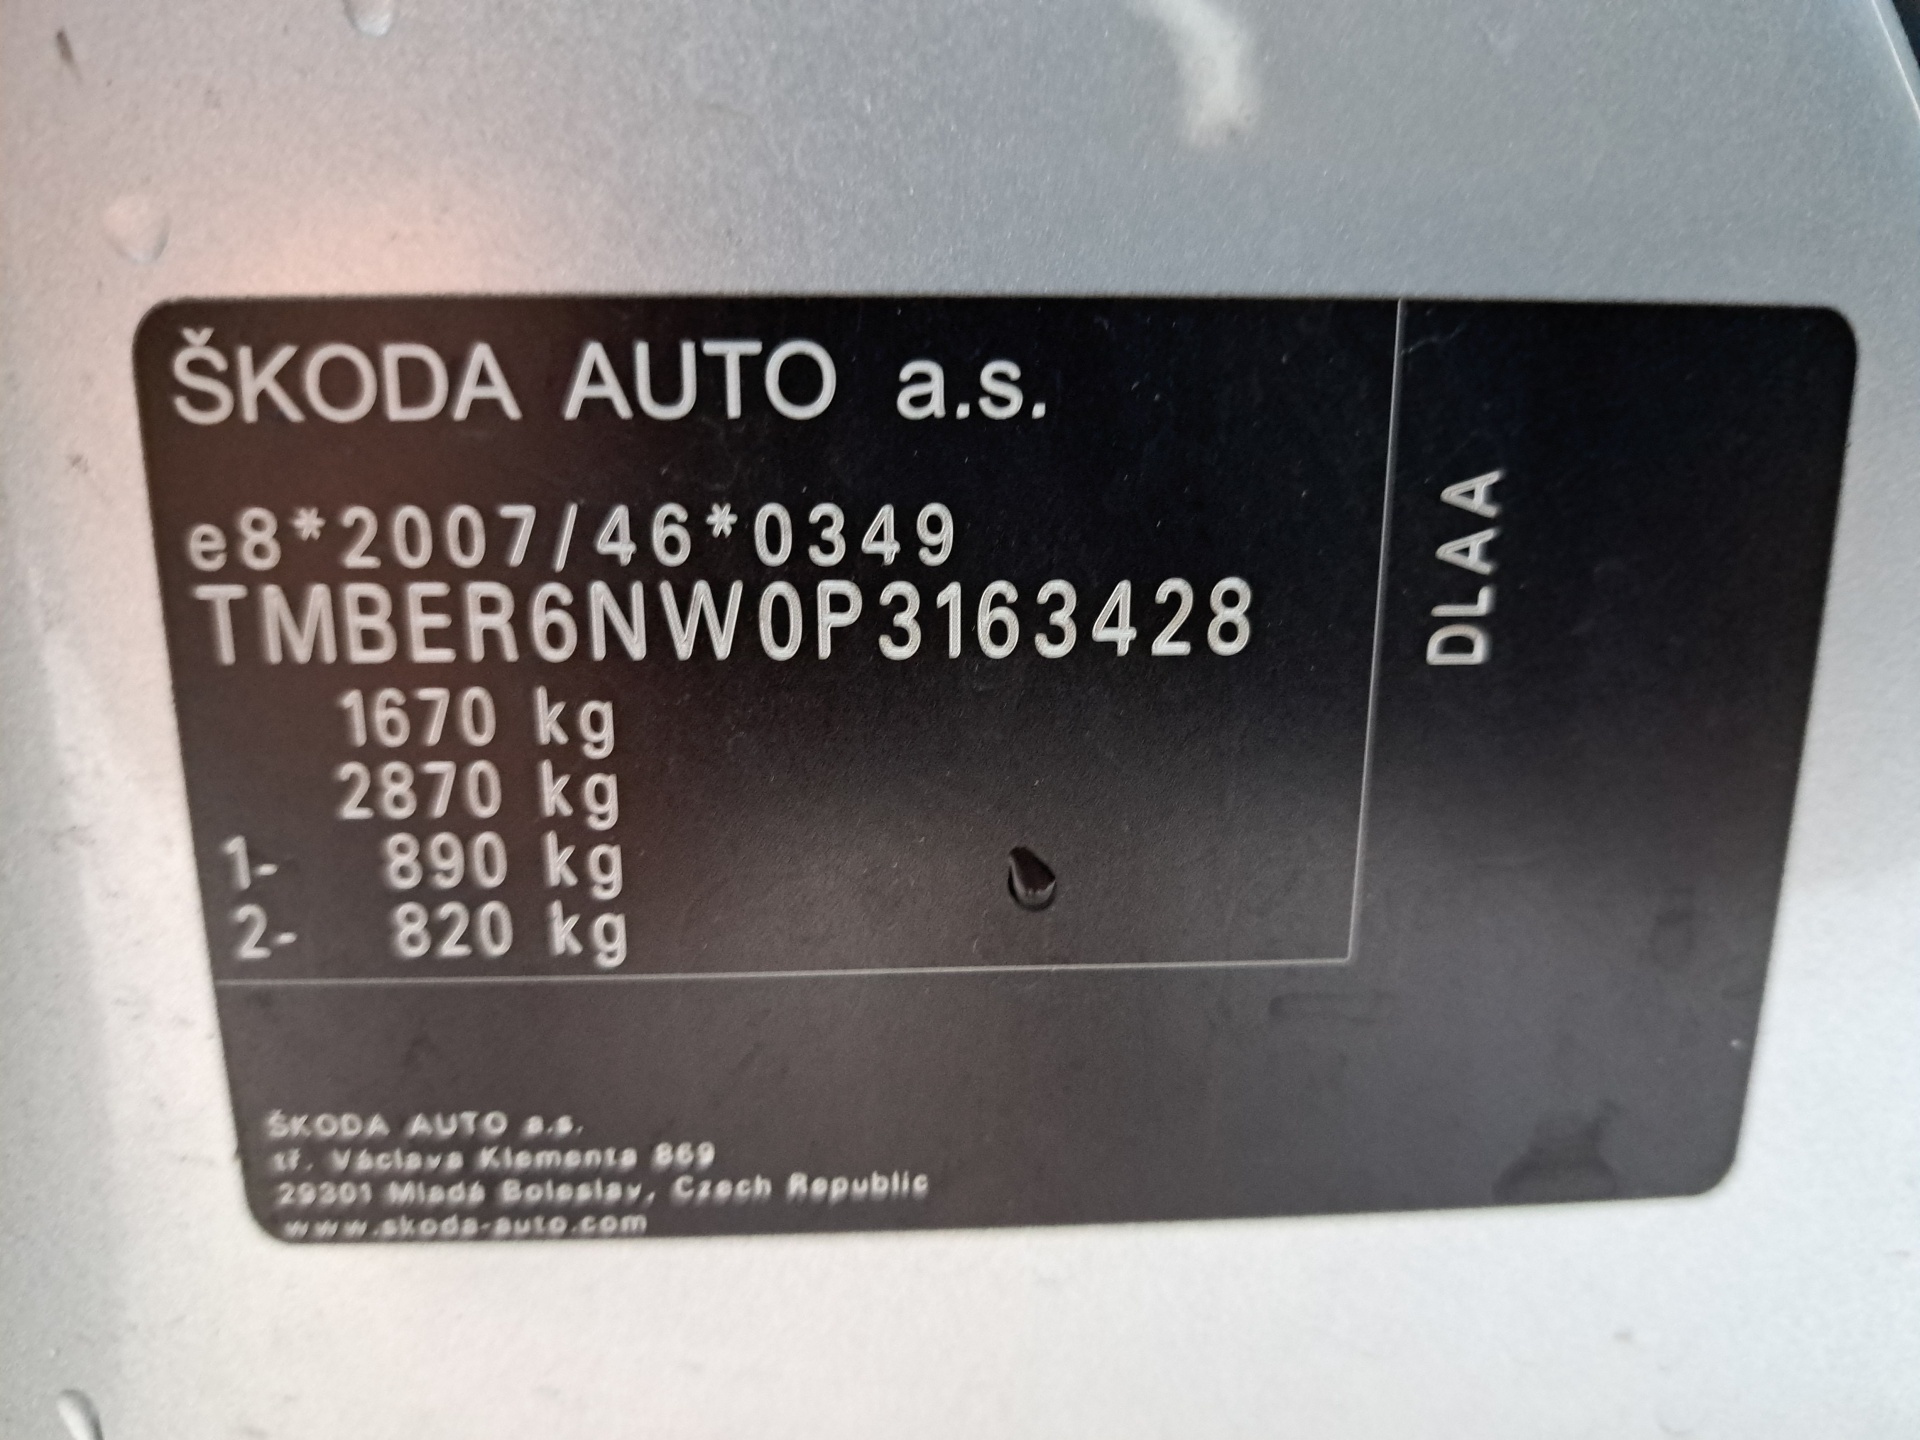 ŠKODA AUTO a.s.
e8*2007/46*0349
TMBER6NW0P3163428
1670 kg
2870 kg
1- 890 kg
2- 820 kg
DLAA
ŠKODA AUTO a.s.
tř. Václava Klementa 869
29301 Mladá Boleslav, Czech Republic
www.skoda-auto.com